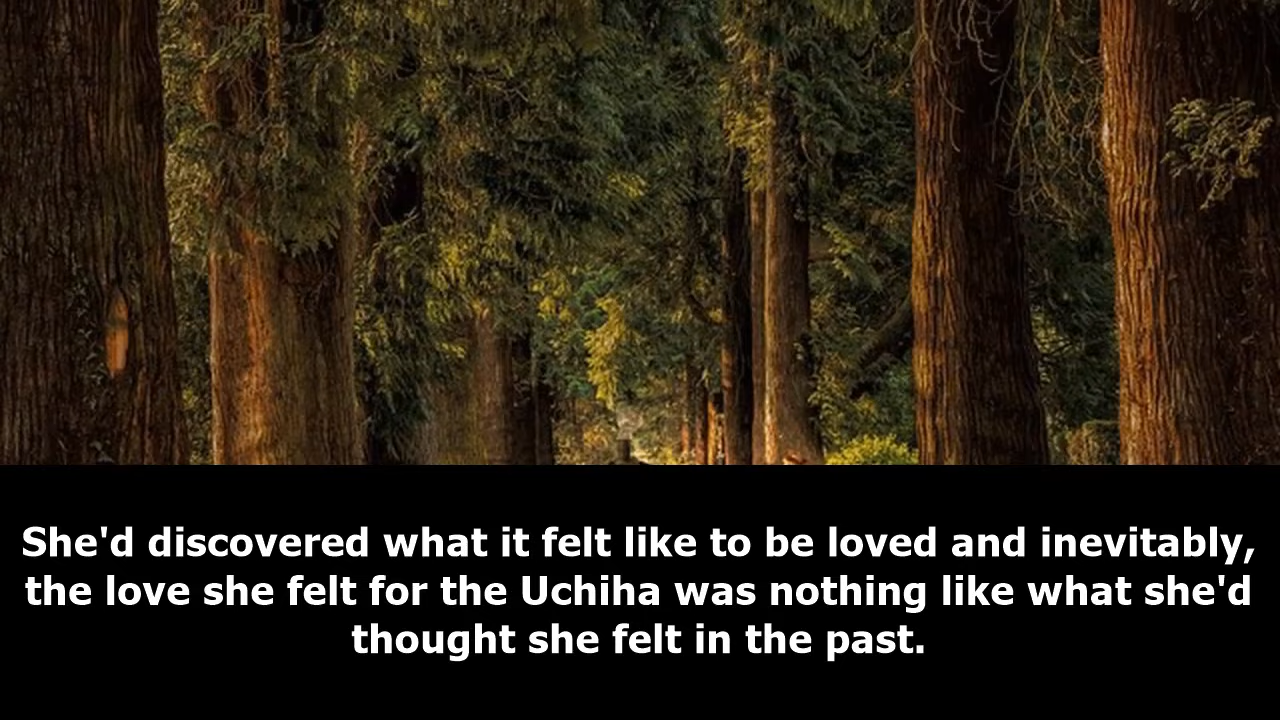 She'd discovered what it felt like to be loved and inevitably,
the love she felt for the Uchiha was nothing like what she'd
thought she felt in the past.